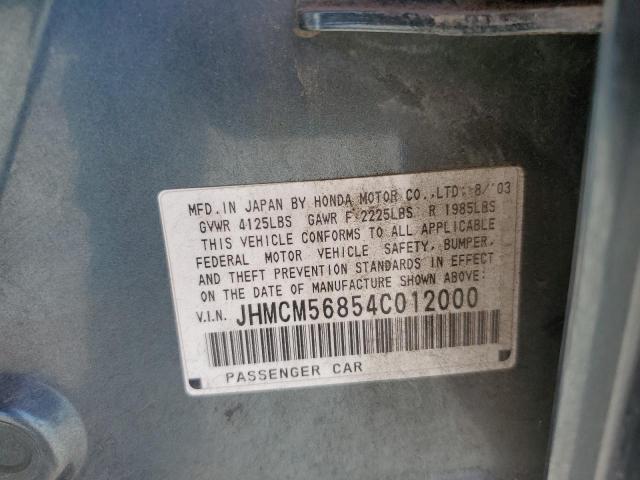 MFD. IN JAPAN BY HONDA MOTOR CO.,LTD: 8/'03
GVWR 4125LBS GAWR F 2225LBS R 1985LBS
THIS VEHICLE CONFORMS TO ALL APPLICABLE
FEDERAL MOTOR VEHICLE SAFETY, BUMPER,
AND THEFT PREVENTION STANDARDS IN EFFECT
ON THE DATE OF MANUFACTURE SHOWN ABOVE:
V.I.N. JHMCM56854C012000
PASSENGER CAR